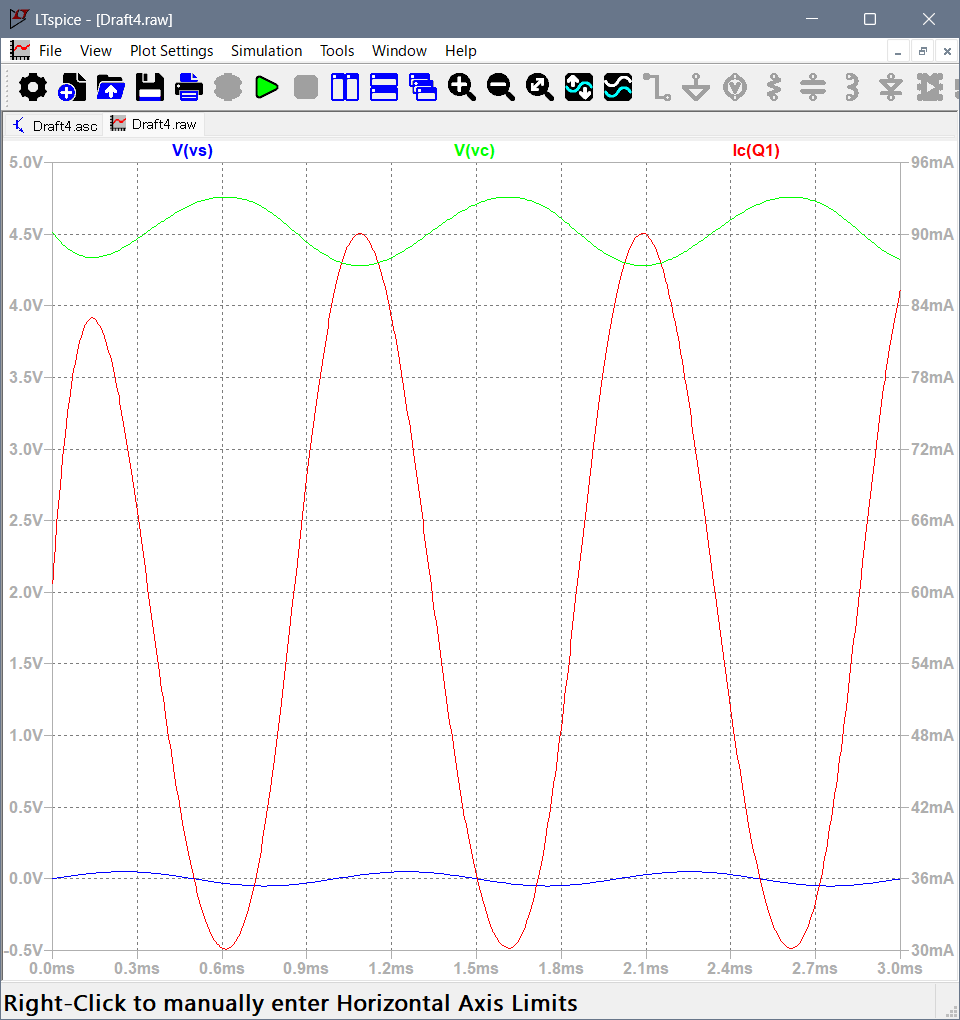 LTspice - [Draft4.raw]
File View Plot Settings Simulation Tools Window Help
Draft4.asc Draft4.raw
V(vs) V(vc) Ic(Q1)
5.0V 96mA
4.5V 90mA
4.0V 84mA
3.5V 78mA
3.0V 72mA
2.5V 66mA
2.0V 60mA
1.5V 54mA
1.0V 48mA
0.5V 42mA
0.0V 36mA
-0.5V 30mA
0.0ms 0.3ms 0.6ms 0.9ms 1.2ms 1.5ms 1.8ms 2.1ms 2.4ms 2.7ms 3.0ms
Right-Click to manually enter Horizontal Axis Limits